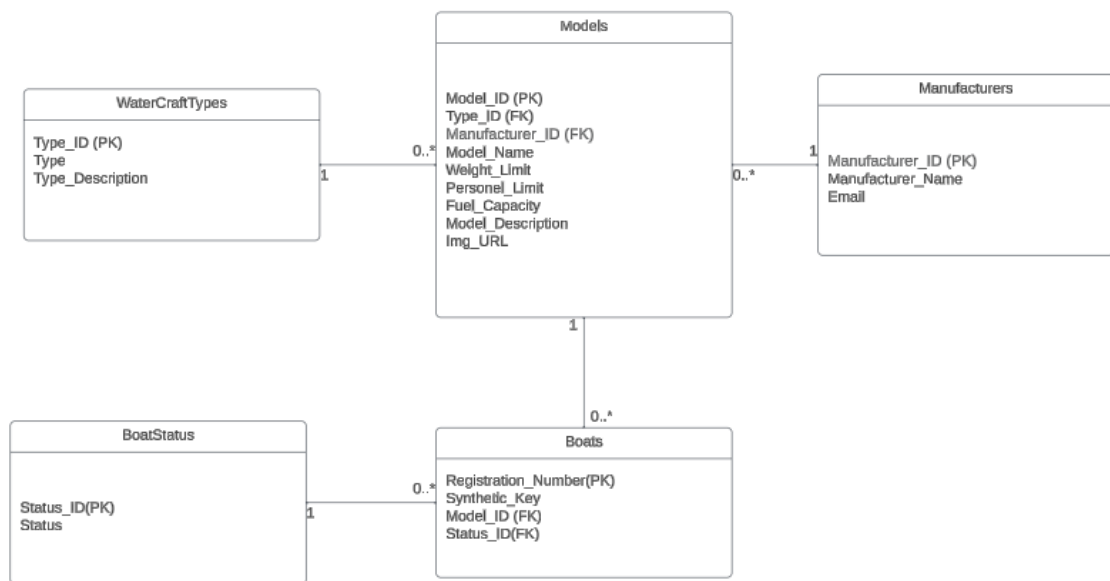 Models
Model_ID (PK)
Type_ID (FK)
Manufacturer_ID (FK)
Model_Name
Weight_Limit
Personel_Limit
Fuel_Capacity
Model_Description
Img_URL
WaterCraftTypes
Type_ID (PK)
Type
Type_Description
Manufacturers
Manufacturer_ID (PK)
Manufacturer_Name
Email
0..*
1
1
0..*
1
0..*
BoatStatus
Status_ID(PK)
Status
Boats
Registration_Number(PK)
Synthetic_Key
Model_ID (FK)
Status_ID(FK)
0..*
1